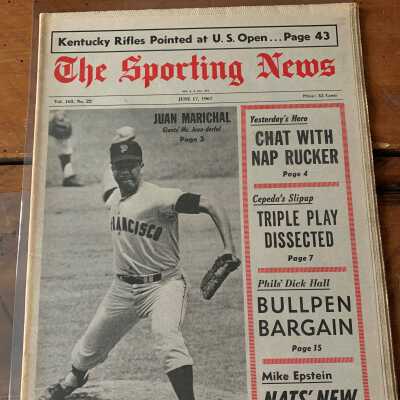 Kentucky Rifles Pointed at U. S. Open...Page 43
The Sporting News
JUNE 17, 1967
JUAN MARICHAL
Giants' Mr. Juan-derful
Page 3
FRANCISCO
Yesterday's Hero
CHAT WITH
NAP RUCKER
Page 4
Cepeda's Slipup
TRIPLE PLAY
DISSECTED
Page 7
Phils' Dick Hall
BULLPEN
BARGAIN
Page 15
Mike Epstein
NATS' NEW